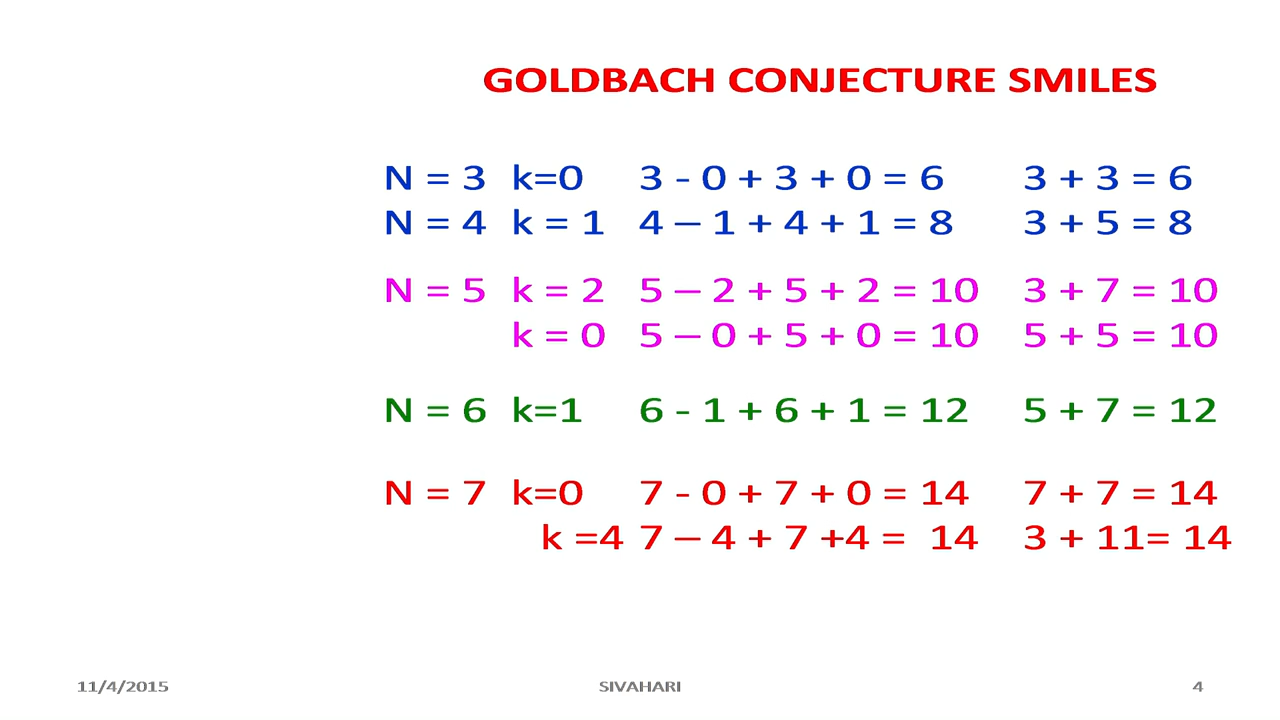 GOLDBACH CONJECTURE SMILES
N = 3 k=0 3 - 0 + 3 + 0 = 6 3 + 3 = 6
N = 4 k = 1 4 – 1 + 4 + 1 = 8 3 + 5 = 8
N = 5 k = 2 5 – 2 + 5 + 2 = 10 3 + 7 = 10
k = 0 5 – 0 + 5 + 0 = 10 5 + 5 = 10
N = 6 k=1 6 - 1 + 6 + 1 = 12 5 + 7 = 12
N = 7 k=0 7 - 0 + 7 + 0 = 14 7 + 7 = 14
k =4 7 – 4 + 7 +4 = 14 3 + 11= 14
11/4/2015 SIVAHARI 4